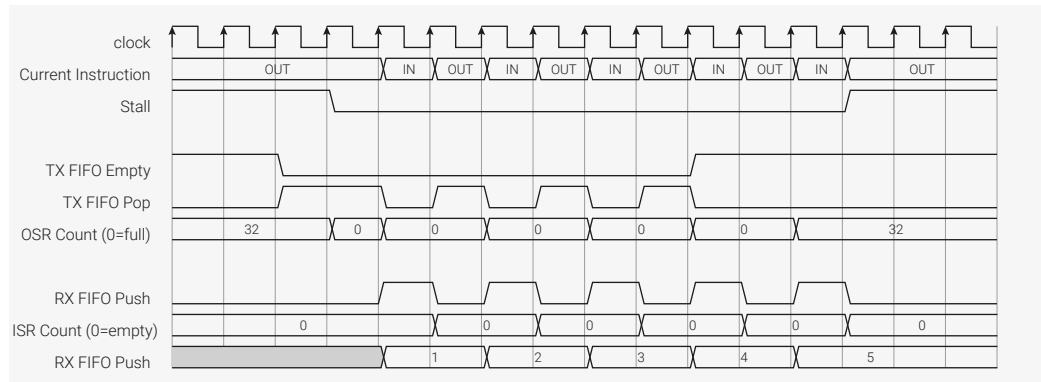 clock
Current Instruction OUT IN OUT IN OUT IN OUT IN OUT IN OUT
Stall
TX FIFO Empty
TX FIFO Pop
OSR Count (0=full) 32 0 0 0 0 0 32
RX FIFO Push
ISR Count (0=empty) 0 0 0 0 0 0
RX FIFO Push 1 2 3 4 5